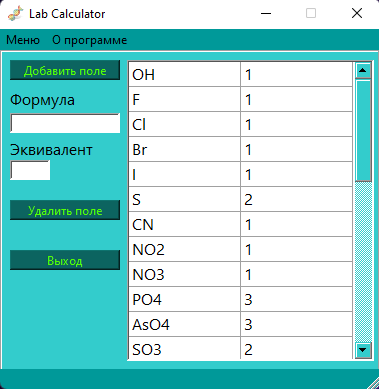 Lab Calculator
Меню О программе
Добавить поле
Формула
Эквивалент
Удалить поле
Выход
OH 1
F 1
Cl 1
Br 1
I 1
S 2
CN 1
NO2 1
NO3 1
PO4 3
AsO4 3
SO3 2